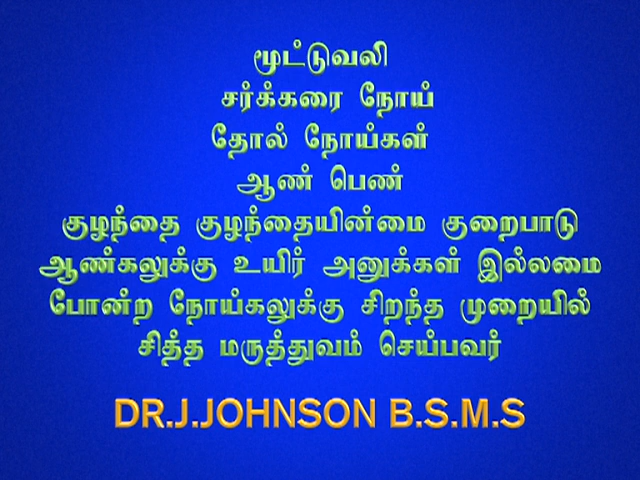 மூட்டுவலி
சர்க்கரை நோய்
தோல் நோய்கள்
ஆண் பெண்
குழந்தை குழந்தையின்மை குறைபாடு
ஆண்கலுக்கு உயிர் அனுக்கள் இல்லமை
போன்ற நோய்கலுக்கு சிறந்த முறையில்
சித்த மருத்துவம் செய்பவர்
DR.J.JOHNSON B.S.M.S